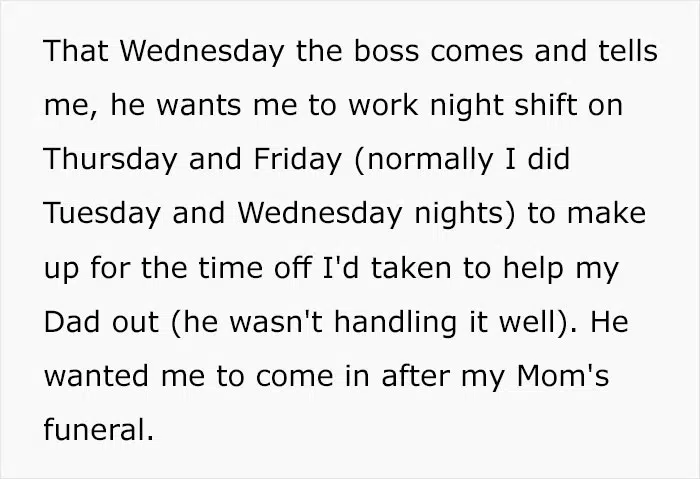 That Wednesday the boss comes and tells
me, he wants me to work night shift on
Thursday and Friday (normally I did
Tuesday and Wednesday nights) to make
up for the time off I'd taken to help my
Dad out (he wasn't handling it well). He
wanted me to come in after my Mom's
funeral.